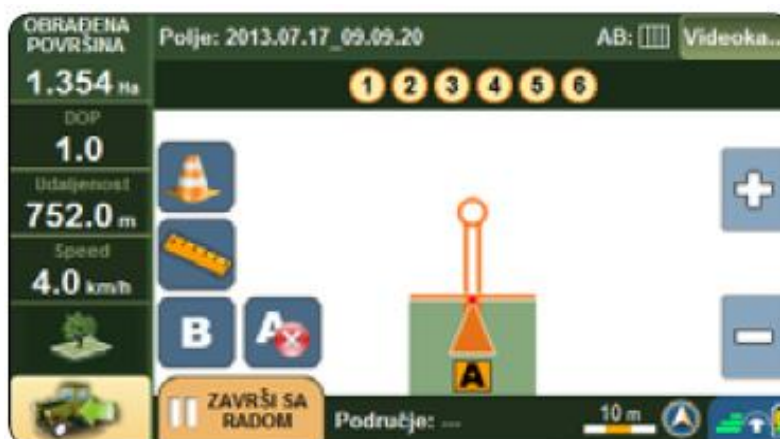 OBRAĐENA
POVRŠINA
1.354 Ha
DOP
1.0
Udaljenost
752.0 m
Speed
4.0 km/h
Polje: 2013.07.17_09.09.20
AB:
Videoka...
1 2 3 4 5 6
B
A
A
ZAVRŠI SA
RADOM
Područje: ---
10 m